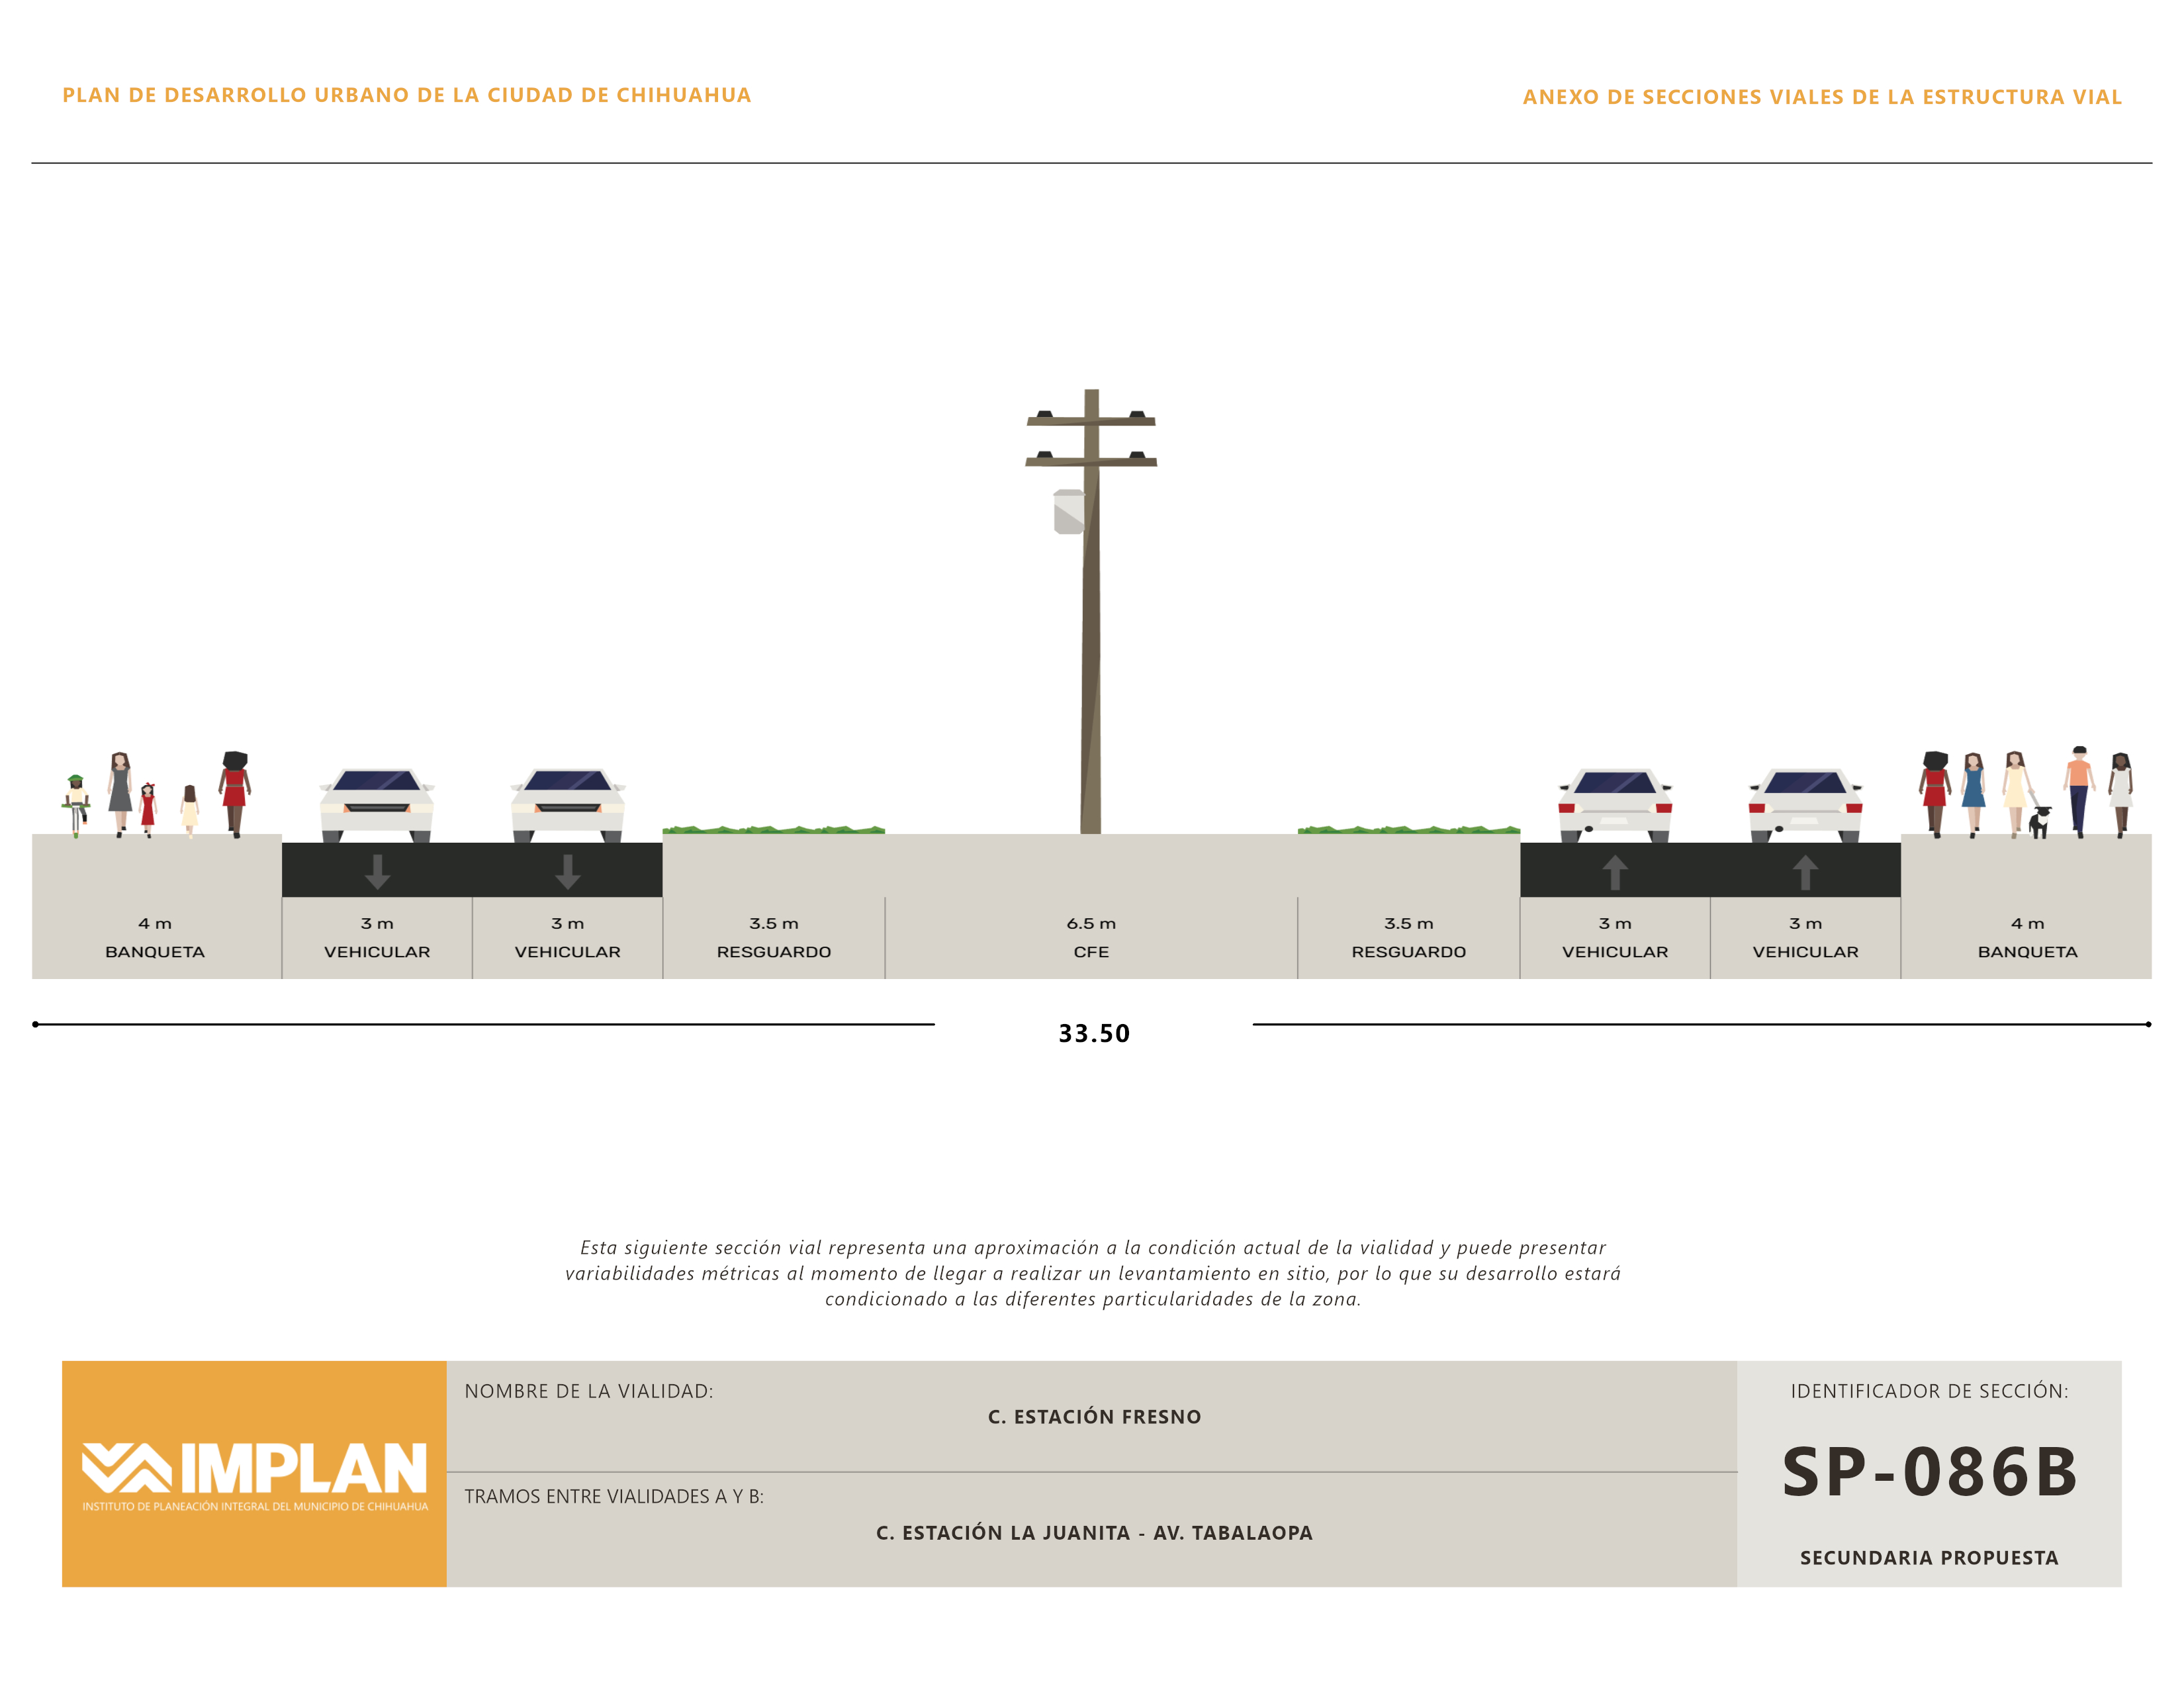 PLAN DE DESARROLLO URBANO DE LA CIUDAD DE CHIHUAHUA
ANEXO DE SECCIONES VIALES DE LA ESTRUCTURA VIAL
4 m
BANQUETA
3 m
VEHICULAR
3 m
VEHICULAR
3.5 m
RESGUARDO
6.5 m
CFE
3.5 m
RESGUARDO
3 m
VEHICULAR
3 m
VEHICULAR
4 m
BANQUETA
33.50
Esta siguiente sección vial representa una aproximación a la condición actual de la vialidad y puede presentar
variabilidades métricas al momento de llegar a realizar un levantamiento en sitio, por lo que su desarrollo estará
condicionado a las diferentes particularidades de la zona.
IMPLAN
INSTITUTO DE PLANEACIÓN INTEGRAL DEL MUNICIPIO DE CHIHUAHUA
NOMBRE DE LA VIALIDAD:
C. ESTACIÓN FRESNO
TRAMOS ENTRE VIALIDADES A Y B:
C. ESTACIÓN LA JUANITA - AV. TABALAOPA
IDENTIFICADOR DE SECCIÓN:
SP-086B
SECUNDARIA PROPUESTA